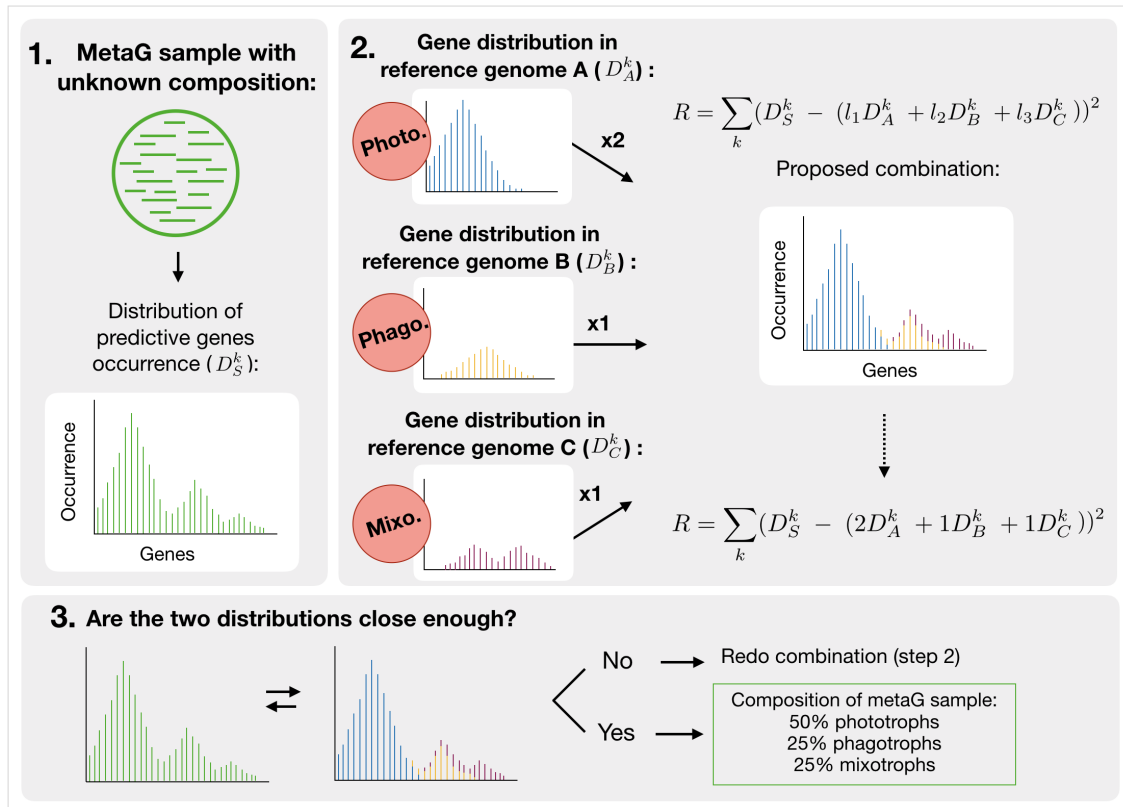 1. MetaG sample with
unknown composition:
Distribution of
predictive genes
occurrence (D_S^k):
Occurrence
Genes
2. Gene distribution in
reference genome A (D_A^k) :
Photo.
x2
Gene distribution in
reference genome B (D_B^k) :
Phago.
x1
Gene distribution in
reference genome C (D_C^k) :
Mixo.
x1
R = ∑_k (D_S^k − (l_1 D_A^k + l_2 D_B^k + l_3 D_C^k))^2
Proposed combination:
Occurrence
Genes
R = ∑_k (D_S^k − (2D_A^k + 1D_B^k + 1D_C^k))^2
3. Are the two distributions close enough?
No
Redo combination (step 2)
Yes
Composition of metaG sample:
50% phototrophs
25% phagotrophs
25% mixotrophs